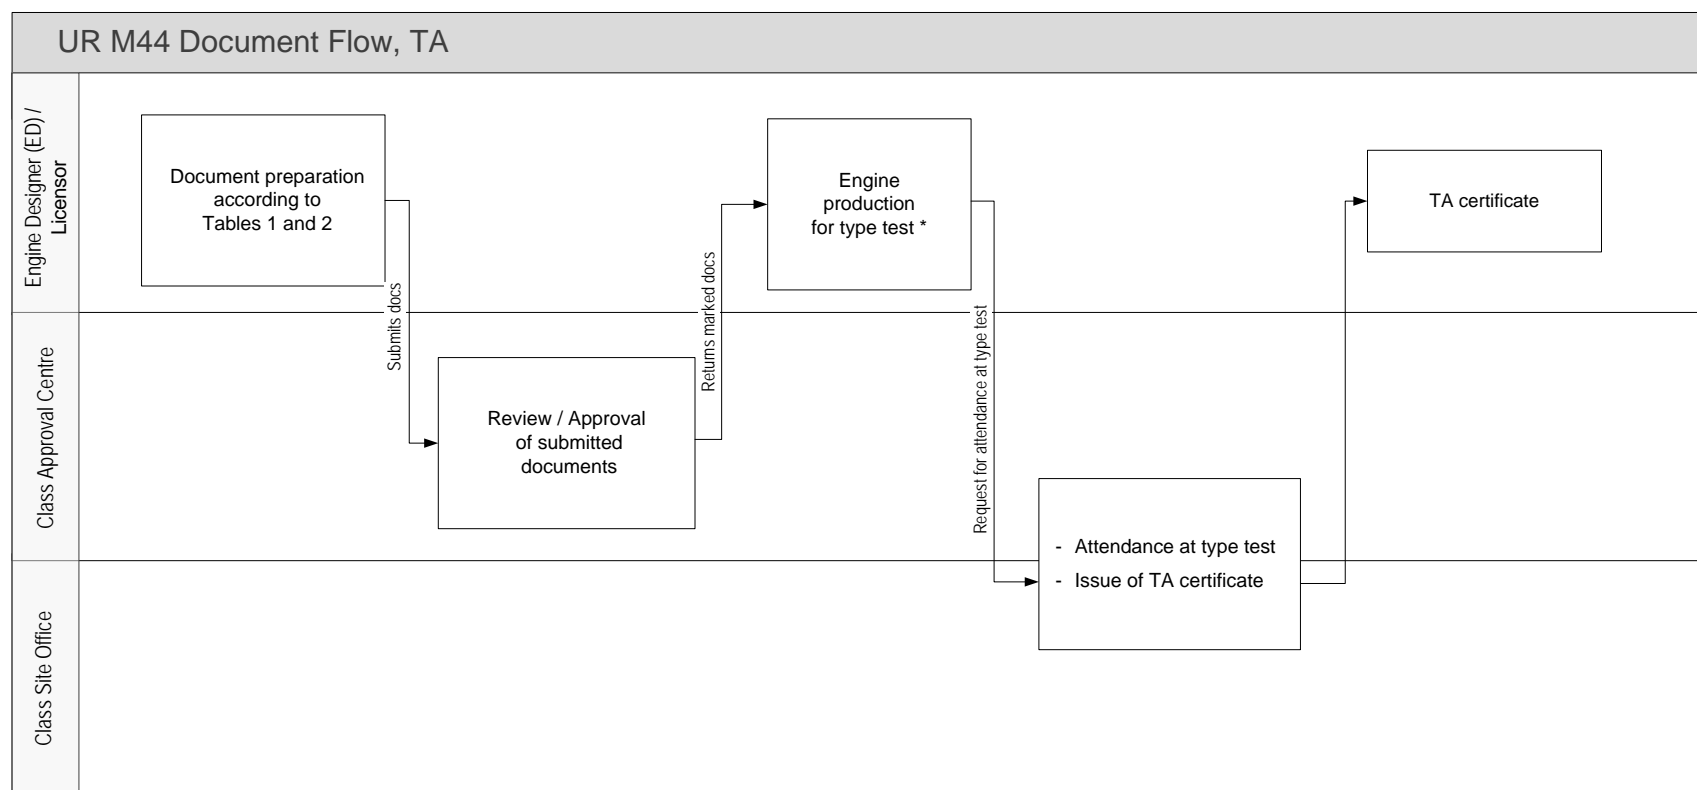 UR M44 Document Flow, TA
Engine Designer (ED) /
Licensor
Document preparation
according to
Tables 1 and 2
Submits docs
Returns marked docs
Engine
production
for type test *
Request for attendance at type test
TA certificate
Class Approval Centre
Review / Approval
of submitted
documents
- Attendance at type test
- Issue of TA certificate
Class Site Office